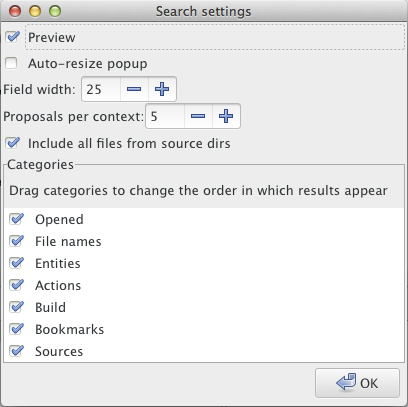 Search settings
Preview
Auto-resize popup
Field width: 25
Proposals per context: 5
Include all files from source dirs
Categories
Drag categories to change the order in which results appear
Opened
File names
Entities
Actions
Build
Bookmarks
Sources
OK